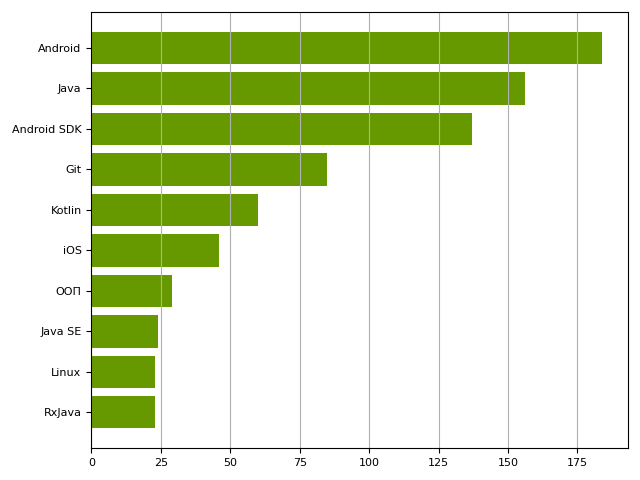 Android
Java
Android SDK
Git
Kotlin
iOS
ООП
Java SE
Linux
RxJava
0 25 50 75 100 125 150 175